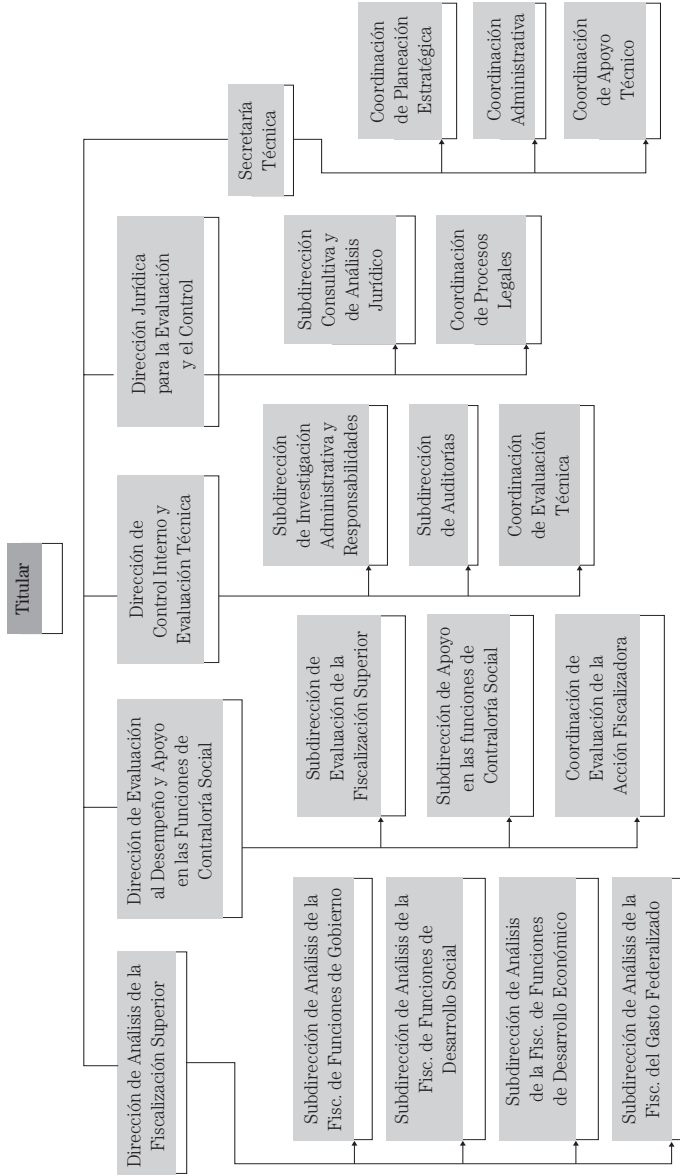 Titular
Dirección de Análisis de la
Fiscalización Superior
Subdirección de Análisis de la
Fisc. de Funciones de Gobierno
Subdirección de Análisis de la
Fisc. de Funciones de
Desarrollo Social
Subdirección de Análisis
de la Fisc. de Funciones
de Desarrollo Económico
Subdirección de Análisis de la
Fisc. del Gasto Federalizado
Dirección de Evaluación
al Desempeño y Apoyo
en las Funciones de
Contraloría Social
Subdirección de
Evaluación de la
Fiscalización Superior
Subdirección de Apoyo
en las funciones de
Contraloría Social
Coordinación de
Evaluación de la
Acción Fiscalizadora
Dirección de
Control Interno y
Evaluación Técnica
Subdirección
de Investigación
Administrativa y
Responsabilidades
Subdirección
de Auditorías
Coordinación
de Evaluación
Técnica
Dirección Jurídica
para la Evaluación
y el Control
Subdirección
Consultiva y
de Análisis
Jurídico
Coordinación
de Procesos
Legales
Secretaría
Técnica
Coordinación
de Planeación
Estratégica
Coordinación
Administrativa
Coordinación
de Apoyo
Técnico